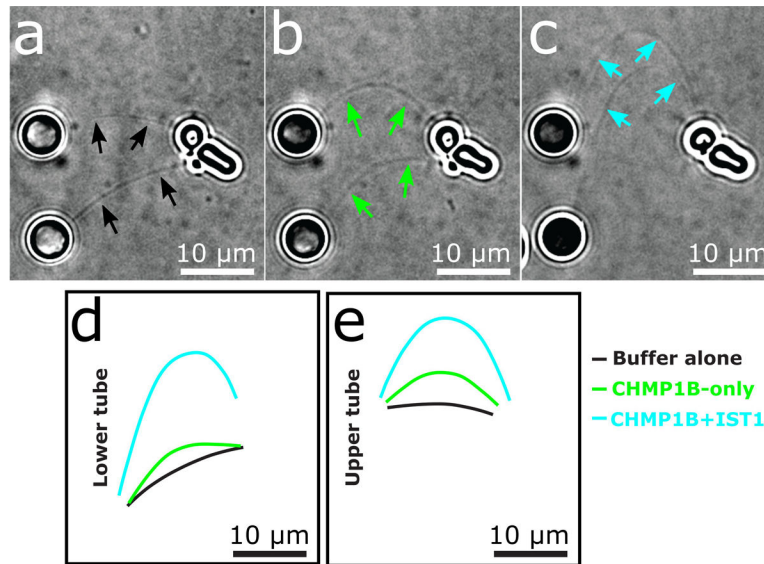 a
b
c
10 µm
10 µm
10 µm
d
e
Lower tube
Upper tube
10 µm
10 µm
Buffer alone
CHMP1B-only
CHMP1B+IST1